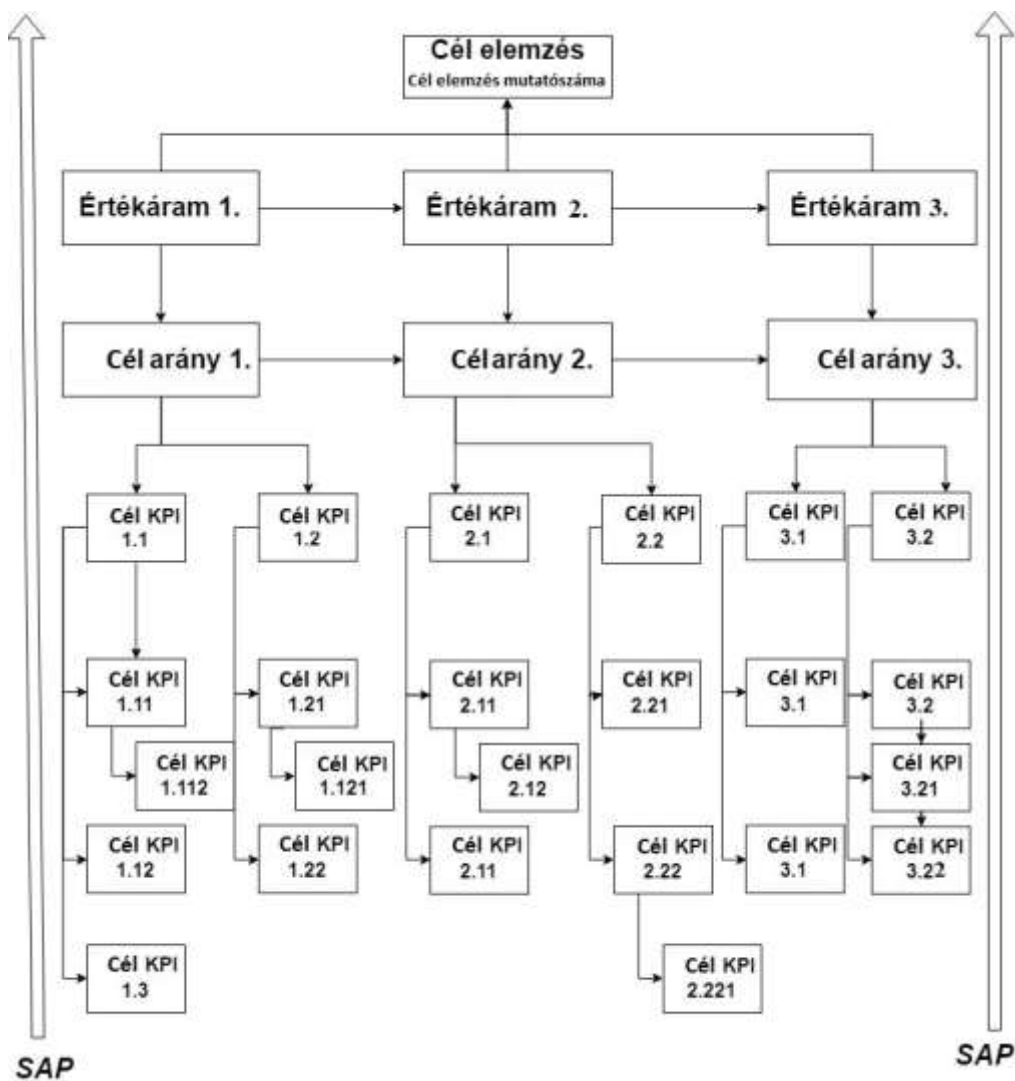 Cél elemzés
Cél elemzés mutatószáma
Értékáram 1.
Értékáram 2.
Értékáram 3.
Cél arány 1.
Cél arány 2.
Cél arány 3.
Cél KPI
1.1
Cél KPI
1.2
Cél KPI
2.1
Cél KPI
2.2
Cél KPI
3.1
Cél KPI
3.2
Cél KPI
1.11
Cél KPI
1.21
Cél KPI
2.11
Cél KPI
2.21
Cél KPI
3.1
Cél KPI
3.2
Cél KPI
1.112
Cél KPI
1.121
Cél KPI
2.12
Cél KPI
3.21
Cél KPI
1.12
Cél KPI
1.22
Cél KPI
2.11
Cél KPI
2.22
Cél KPI
3.1
Cél KPI
3.22
Cél KPI
1.3
Cél KPI
2.221
SAP
SAP